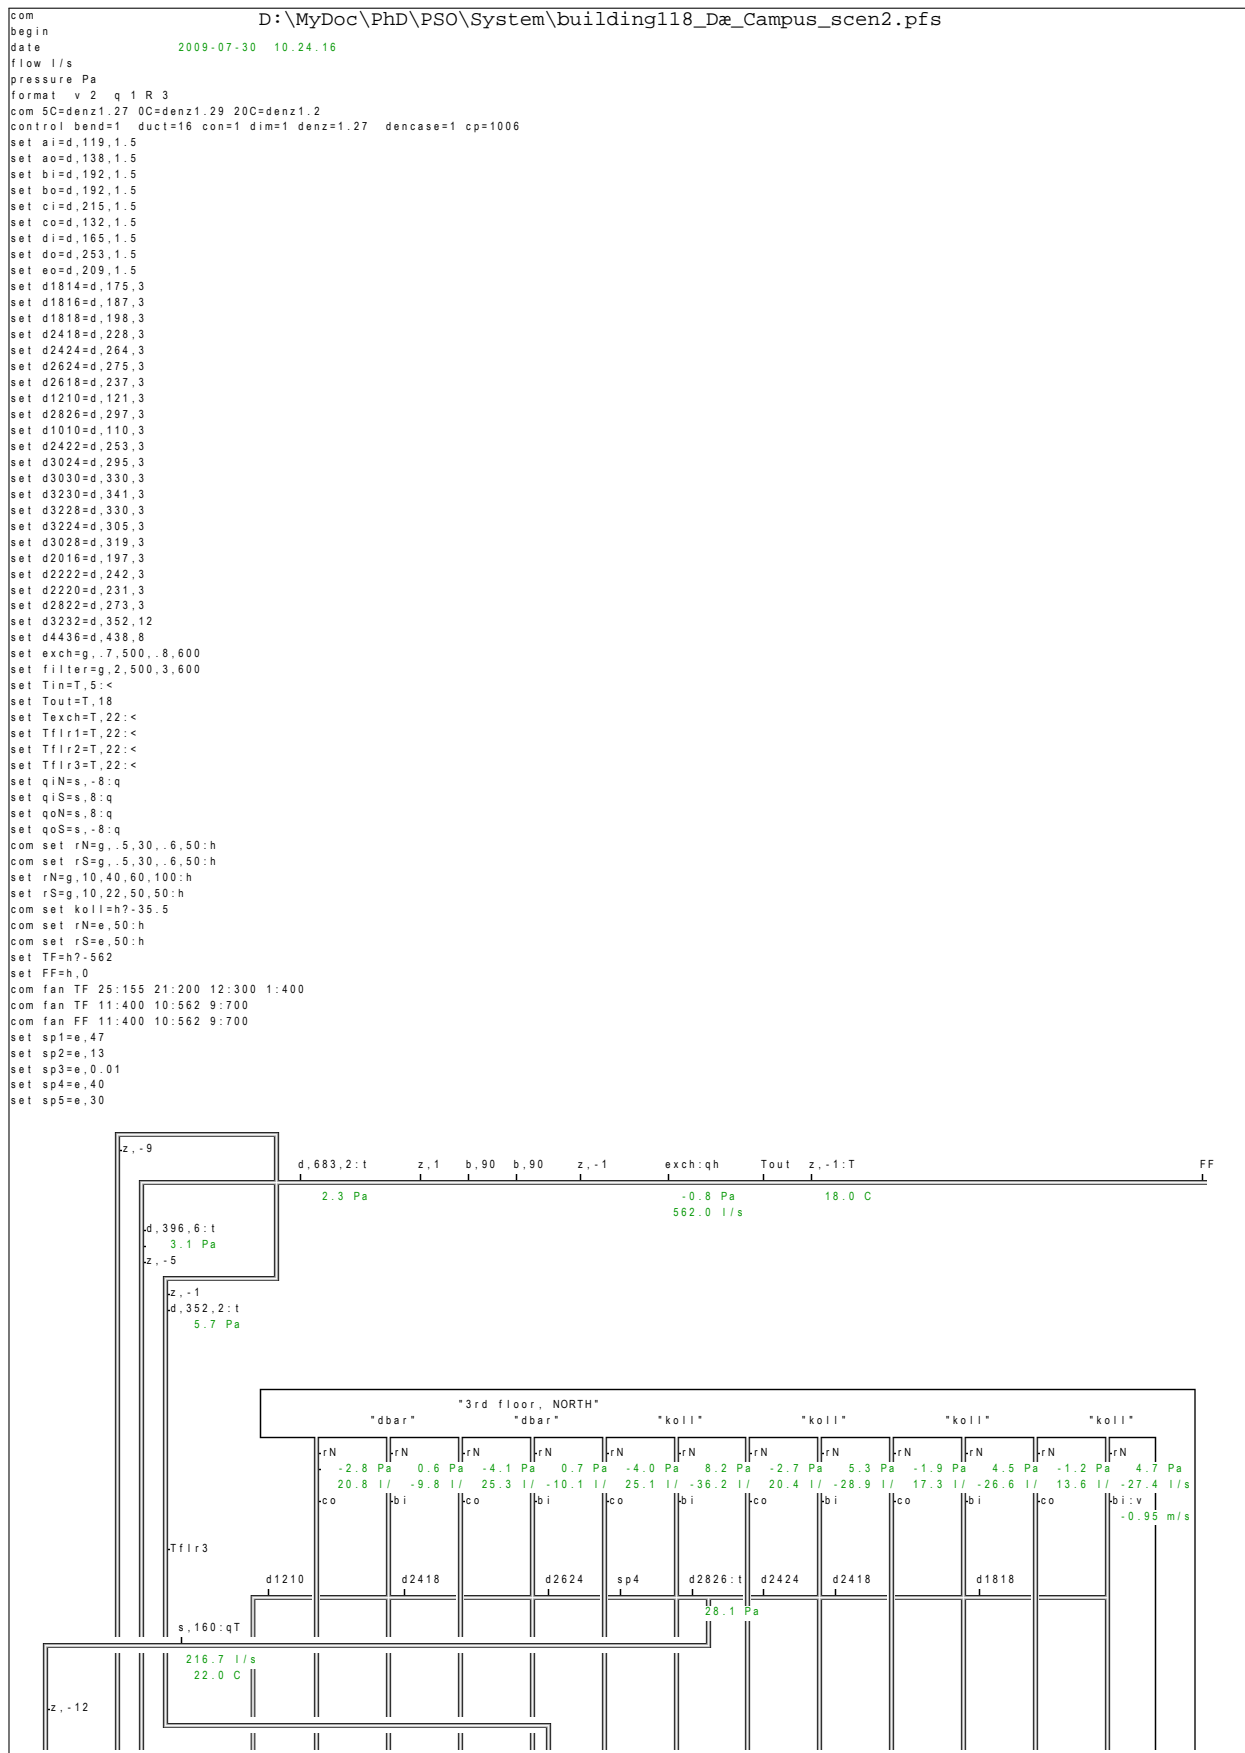 com
D:\MyDoc\PhD\PSO\System\building118_Dæ_Campus_scen2.pfs
begin
date 2009-07-30 10.24.16
flow l/s
pressure Pa
format v 2 q 1 R 3
com 5C=denz1.27 0C=denz1.29 20C=denz1.2
control bend=1 duct=16 con=1 dim=1 denz=1.27 dencase=1 cp=1006
set ai=d,119,1.5
set ao=d,138,1.5
set bi=d,192,1.5
set bo=d,192,1.5
set ci=d,215,1.5
set co=d,132,1.5
set di=d,165,1.5
set do=d,253,1.5
set eo=d,209,1.5
set d1814=d,175,3
set d1816=d,187,3
set d1818=d,198,3
set d2418=d,228,3
set d2424=d,264,3
set d2624=d,275,3
set d2618=d,237,3
set d1210=d,121,3
set d2826=d,297,3
set d1010=d,110,3
set d2422=d,253,3
set d3024=d,295,3
set d3030=d,330,3
set d3230=d,341,3
set d3228=d,330,3
set d3224=d,305,3
set d3028=d,319,3
set d2016=d,197,3
set d2222=d,242,3
set d2220=d,231,3
set d2822=d,273,3
set d3232=d,352,12
set d4436=d,438,8
set exch=g,.7,500,.8,600
set filter=g,2,500,3,600
set Tin=T,5:<
set Tout=T,18
set Texch=T,22:<
set Tflr1=T,22:<
set Tflr2=T,22:<
set Tflr3=T,22:<
set qiN=s,-8:q
set qiS=s,8:q
set qoN=s,8:q
set qoS=s,-8:q
com set rN=g,.5,30,.6,50:h
com set rS=g,.5,30,.6,50:h
set rN=g,10,40,60,100:h
set rS=g,10,22,50,50:h
com set koll=h?-35.5
com set rN=e,50:h
com set rS=e,50:h
set TF=h?-562
set FF=h,0
com fan TF 25:155 21:200 12:300 1:400
com fan TF 11:400 10:562 9:700
com fan FF 11:400 10:562 9:700
set sp1=e,47
set sp2=e,13
set sp3=e,0.01
set sp4=e,40
set sp5=e,30
z,-9
d,683,2:t z,1 b,90 b,90 z,-1 exch:qh Tout z,-1:T FF
2.3 Pa -0.8 Pa 18.0 C
562.0 l/s
d,396,6:t
3.1 Pa
z,-5
z,-1
d,352,2:t
5.7 Pa
"3rd floor, NORTH"
"dbar" "dbar" "koll" "koll" "koll" "koll"
rN rN rN rN rN rN rN rN rN rN rN rN
-2.8 Pa 0.6 Pa -4.1 Pa 0.7 Pa -4.0 Pa 8.2 Pa -2.7 Pa 5.3 Pa -1.9 Pa 4.5 Pa -1.2 Pa 4.7 Pa
20.8 l/ -9.8 l/ 25.3 l/ -10.1 l/ 25.1 l/ -36.2 l/ 20.4 l/ -28.9 l/ 17.3 l/ -26.6 l/ 13.6 l/ -27.4 l/s
co bi co bi co bi co bi co bi co bi:v
-0.95 m/s
Tflr3
d1210 d2418 d2624 sp4 d2826:t d2424 d2418 d1818
28.1 Pa
s,160:qT
216.7 l/s
22.0 C
z,-12